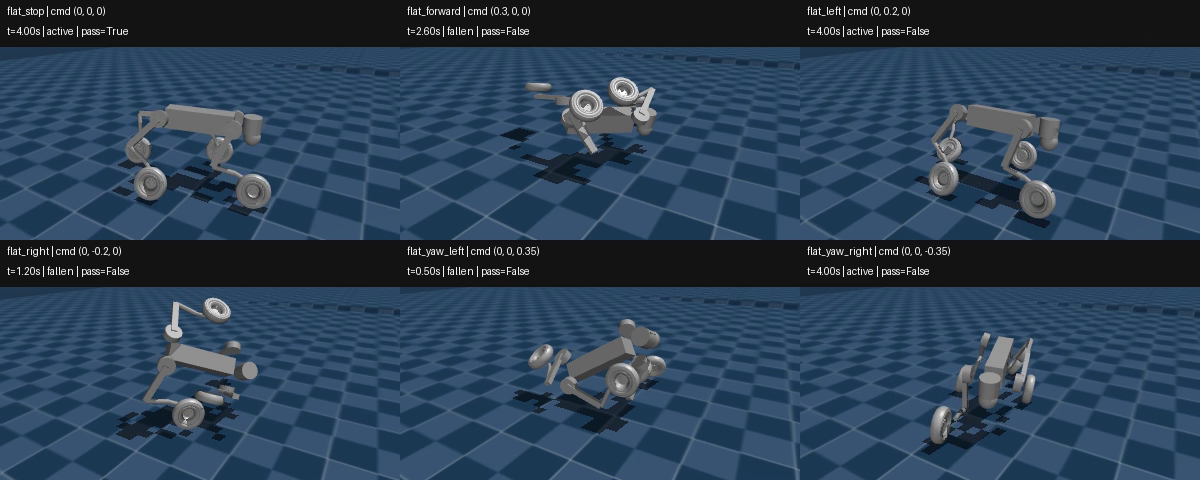 flat_stop | cmd (0, 0, 0)
t=4.00s | active | pass=True
flat_forward | cmd (0.3, 0, 0)
t=2.60s | fallen | pass=False
flat_left | cmd (0, 0.2, 0)
t=4.00s | active | pass=False
flat_right | cmd (0, -0.2, 0)
t=1.20s | fallen | pass=False
flat_yaw_left | cmd (0, 0, 0.35)
t=0.50s | fallen | pass=False
flat_yaw_right | cmd (0, 0, -0.35)
t=4.00s | active | pass=False